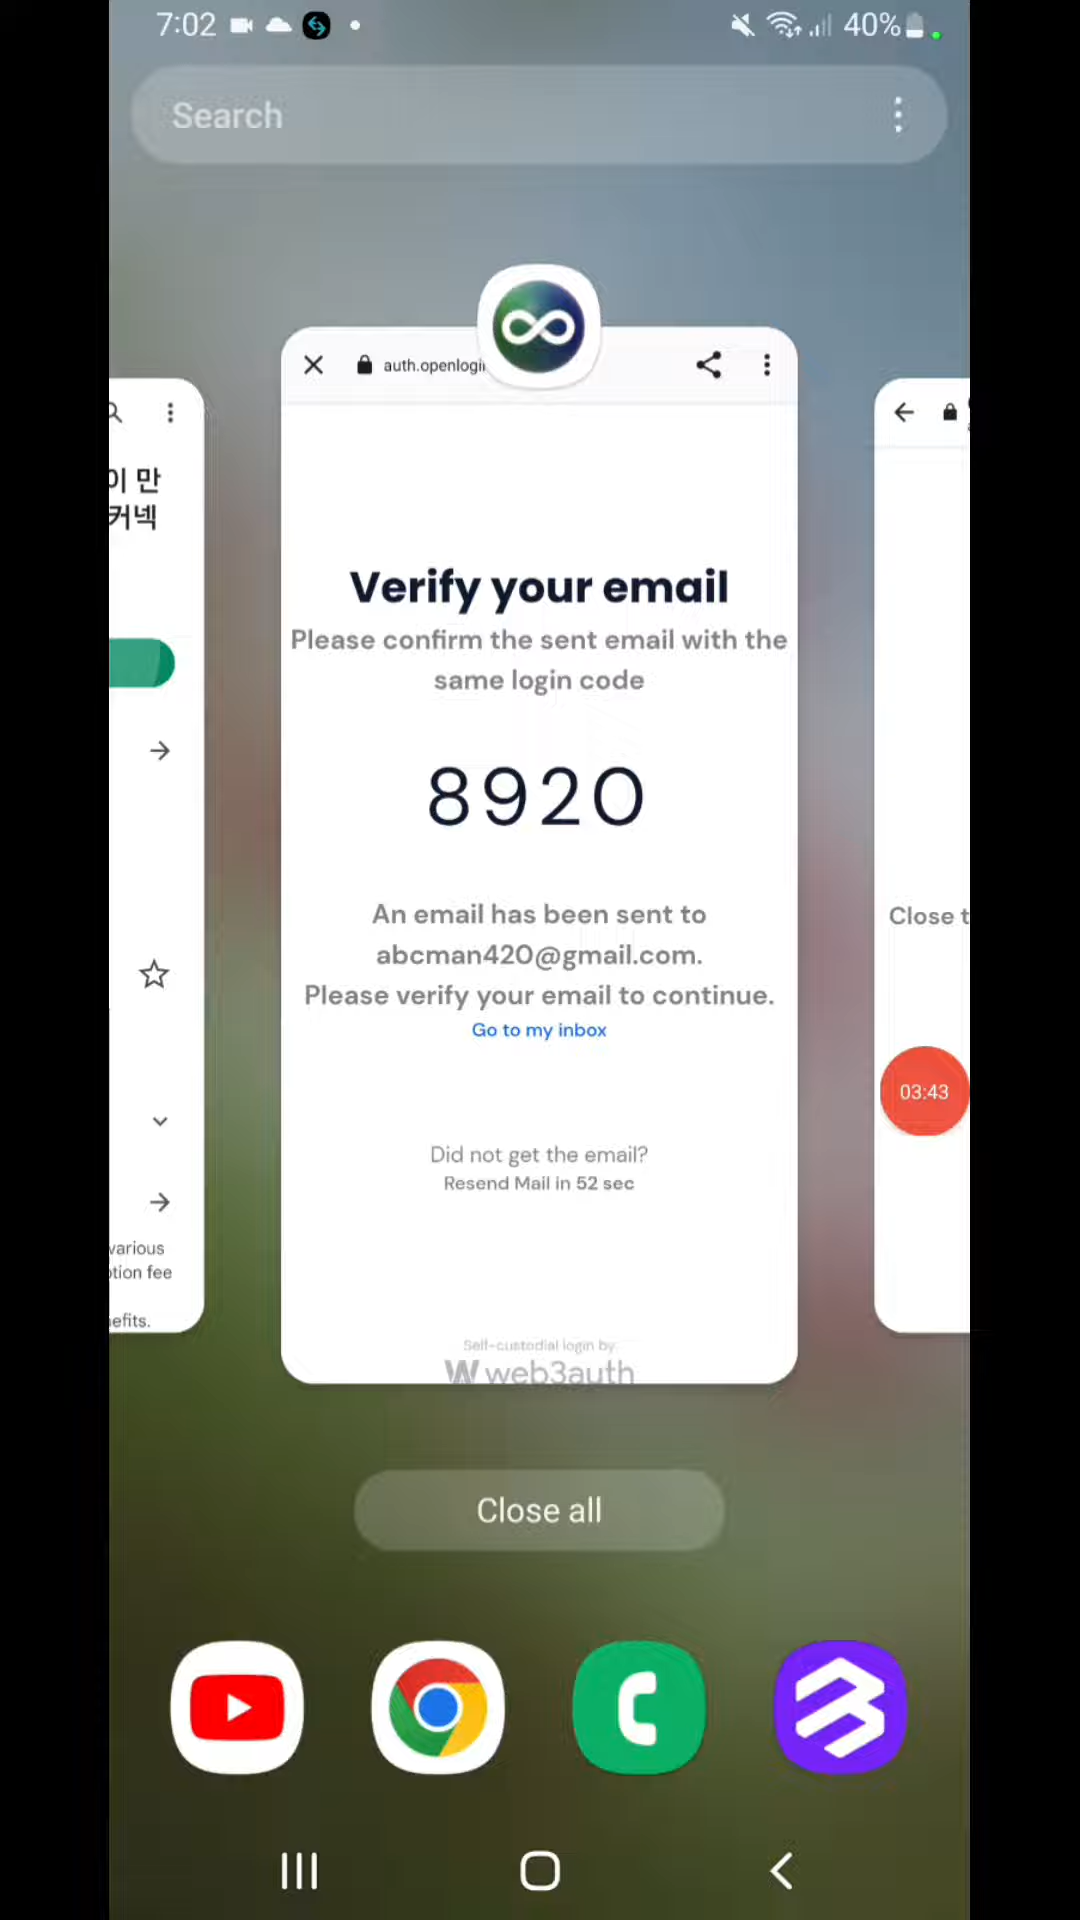 7:02
40%
Search
auth.openlogi
이 만
커넥
Verify your email
Please confirm the sent email with the
same login code
8920
An email has been sent to
abcman420@gmail.com.
Please verify your email to continue.
Go to my inbox
Close t
03:43
Did not get the email?
Resend Mail in 52 sec
various
tion fee
efits.
Self-custodial login by
web3auth
Close all